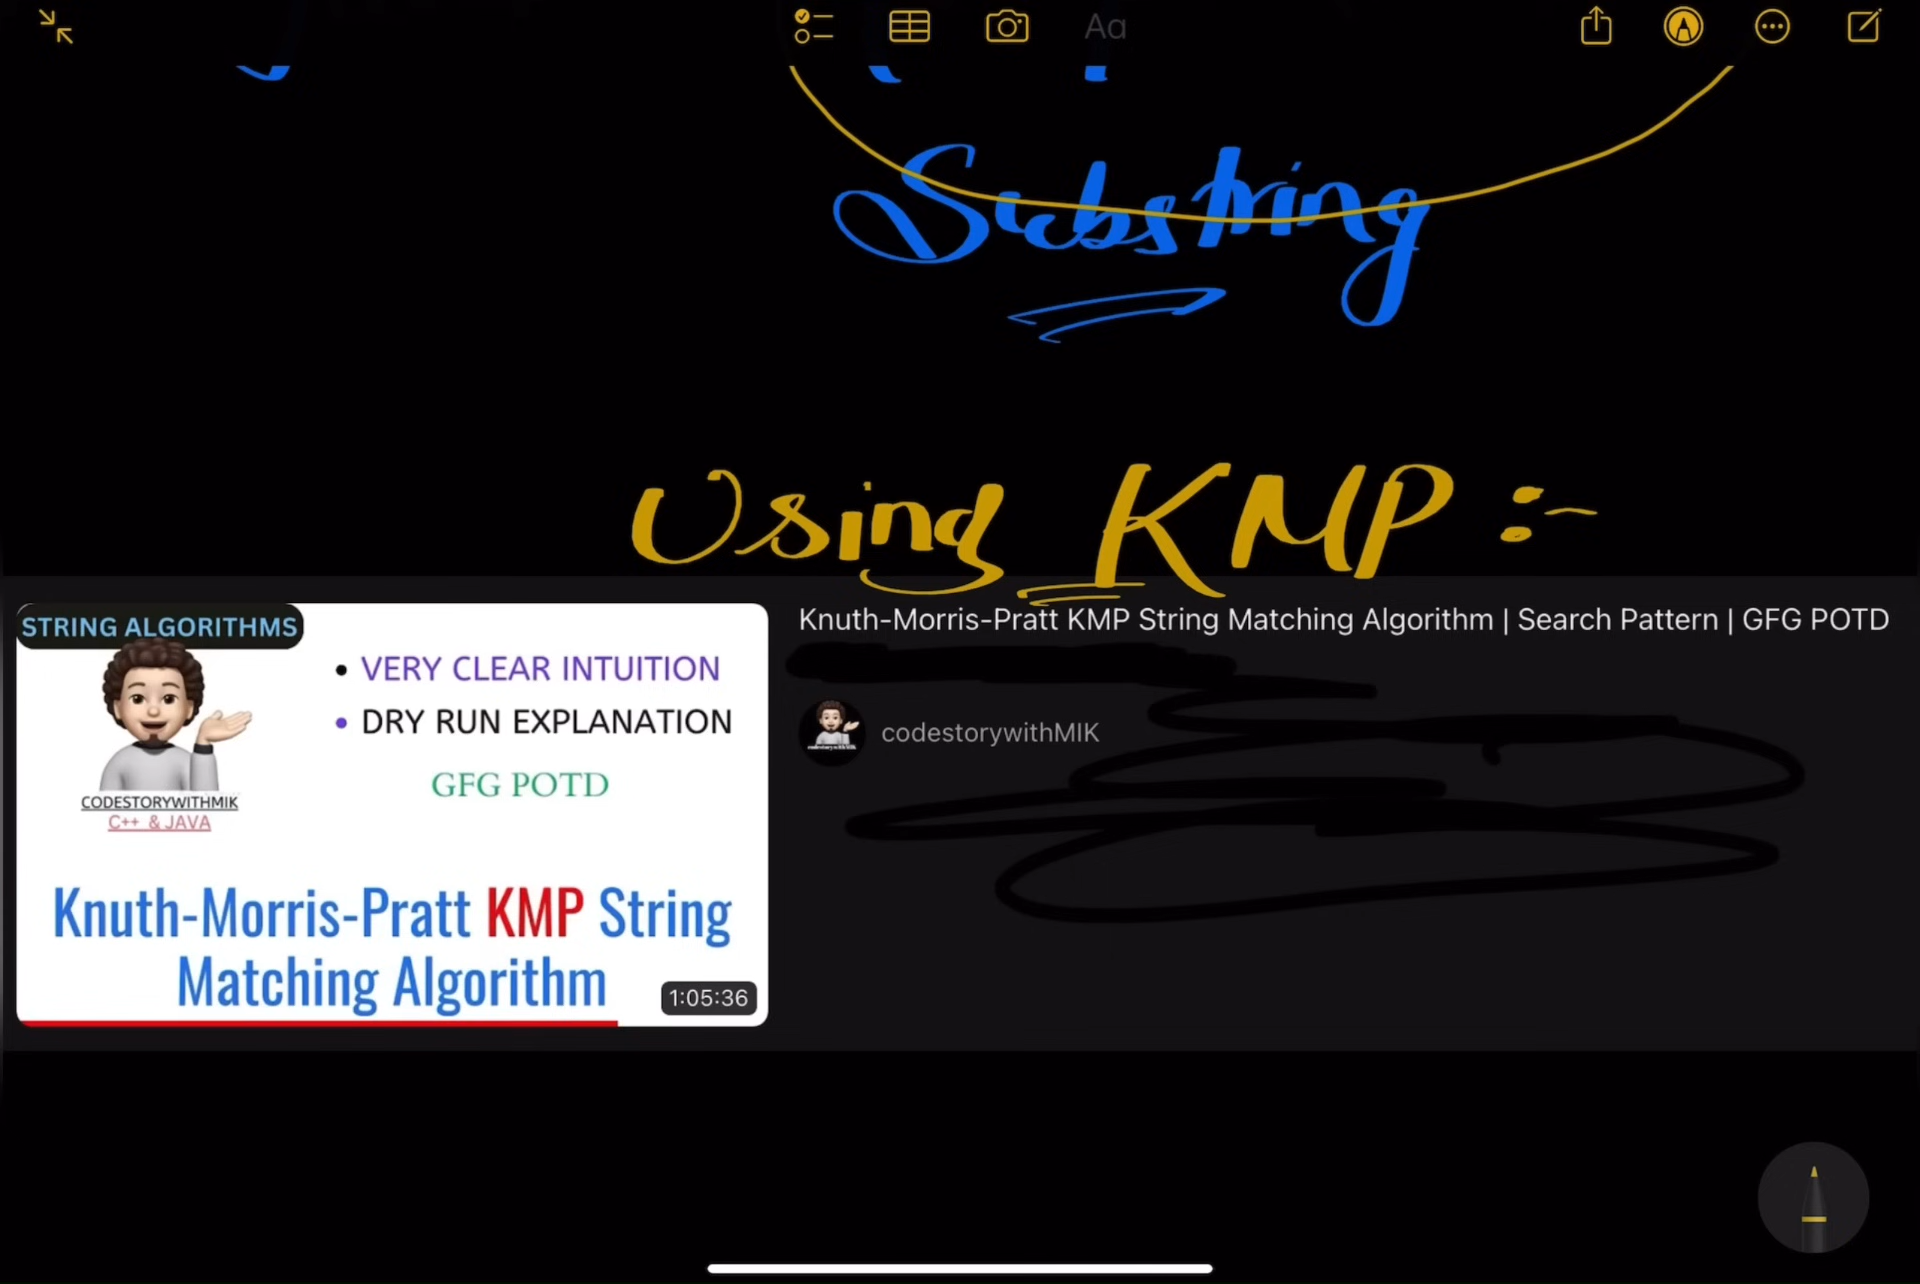 Aa
Substring
Using KMP :-
STRING ALGORITHMS
• VERY CLEAR INTUITION
• DRY RUN EXPLANATION
GFG POTD
CODESTORYWITHMIK
C++ & JAVA
Knuth-Morris-Pratt KMP String
Matching Algorithm
1:05:36
Knuth-Morris-Pratt KMP String Matching Algorithm | Search Pattern | GFG POTD
codestorywithMIK